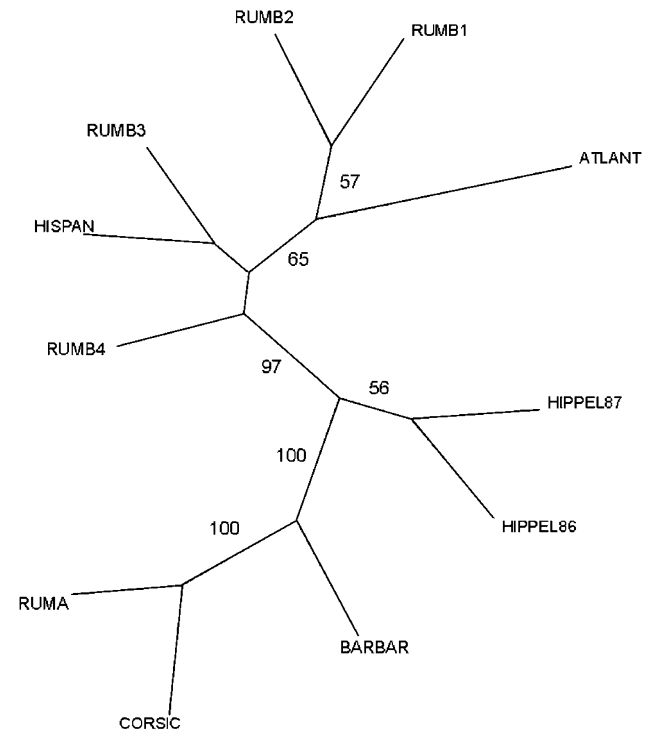 RUMB2
RUMB1
RUMB3
ATLANT
57
HISPAN
65
RUMB4
97
56
HIPPEL87
100
HIPPEL86
100
RUMA
BARBAR
CORSIC